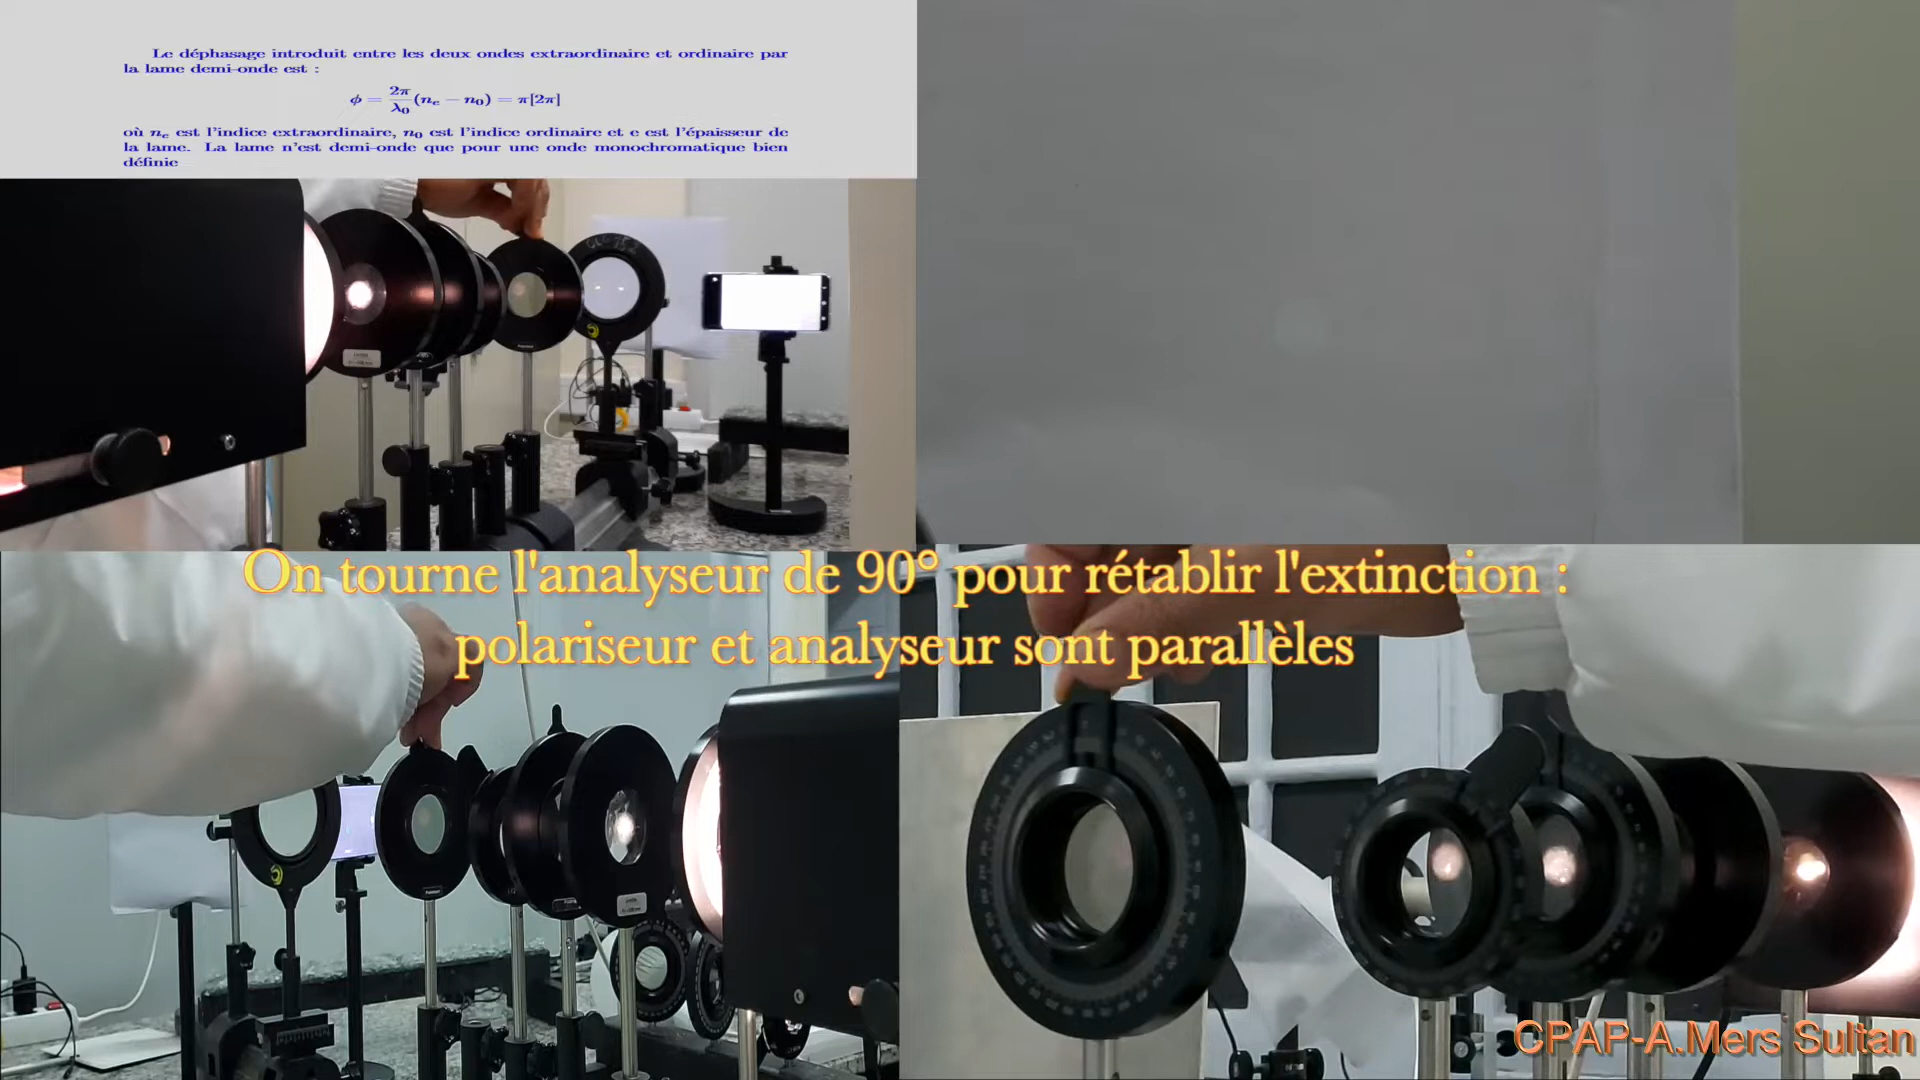 Le déphasage introduit entre les deux ondes extraordinaire et ordinaire par
la lame demi-onde est :
ϕ = 2π/λ₀ (nₑ − n₀) = π[2π]
où nₑ est l'indice extraordinaire, n₀ est l'indice ordinaire et e est l'épaisseur de
la lame. La lame n'est demi-onde que pour une onde monochromatique bien
définie
On tourne l'analyseur de 90° pour rétablir l'extinction :
polariseur et analyseur sont parallèles
CPAP-A.Mers Sultan